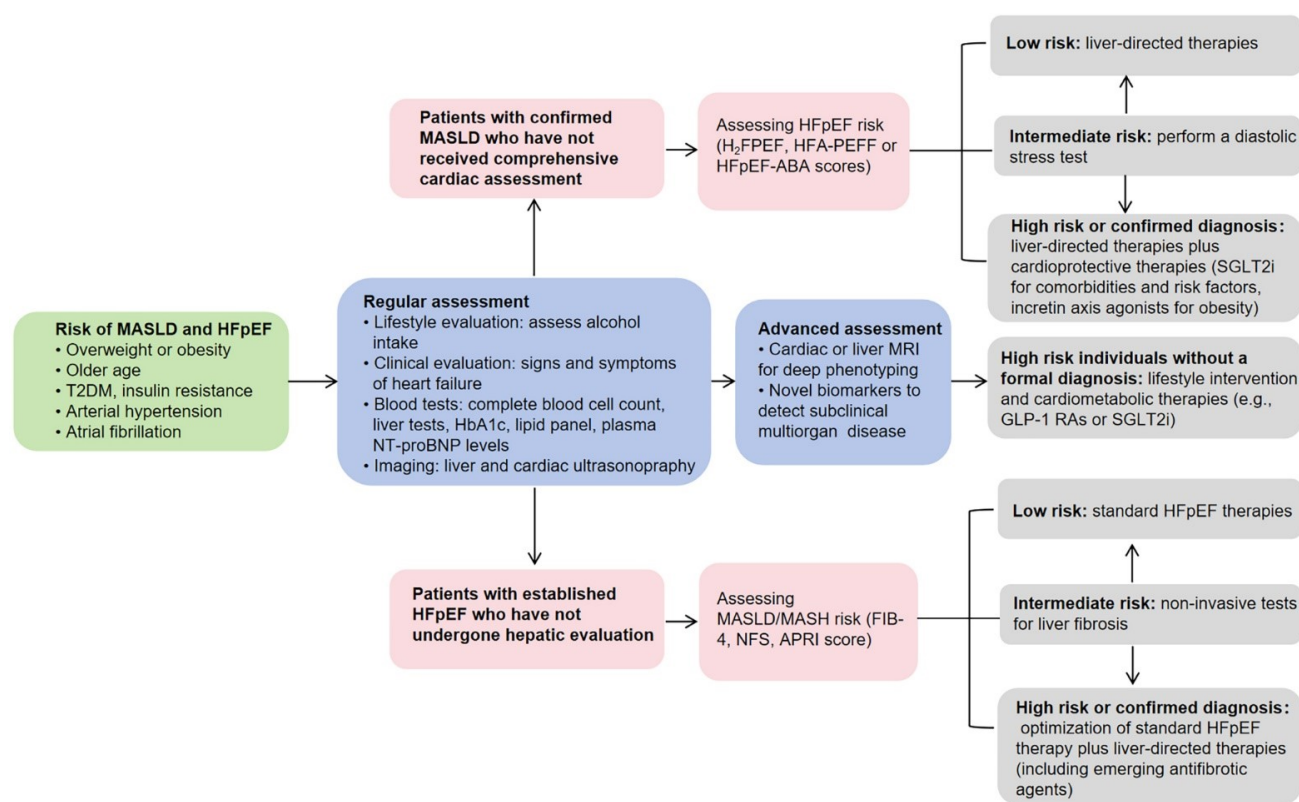 Risk of MASLD and HFpEF
• Overweight or obesity
• Older age
• T2DM, insulin resistance
• Arterial hypertension
• Atrial fibrillation
Regular assessment
• Lifestyle evaluation: assess alcohol
intake
• Clinical evaluation: signs and symptoms
of heart failure
• Blood tests: complete blood cell count,
liver tests, HbA1c, lipid panel, plasma
NT-proBNP levels
• Imaging: liver and cardiac ultrasonopraphy
Patients with confirmed
MASLD who have not
received comprehensive
cardiac assessment
Assessing HFpEF risk
(H₂FPEF, HFA-PEFF or
HFpEF-ABA scores)
Low risk: liver-directed therapies
Intermediate risk: perform a diastolic
stress test
High risk or confirmed diagnosis:
liver-directed therapies plus
cardioprotective therapies (SGLT2i
for comorbidities and risk factors,
incretin axis agonists for obesity)
Advanced assessment
• Cardiac or liver MRI
for deep phenotyping
• Novel biomarkers to
detect subclinical
multiorgan disease
High risk individuals without a
formal diagnosis: lifestyle intervention
and cardiometabolic therapies (e.g.,
GLP-1 RAs or SGLT2i)
Patients with established
HFpEF who have not
undergone hepatic evaluation
Assessing
MASLD/MASH risk (FIB-
4, NFS, APRI score)
Low risk: standard HFpEF therapies
Intermediate risk: non-invasive tests
for liver fibrosis
High risk or confirmed diagnosis:
optimization of standard HFpEF
therapy plus liver-directed therapies
(including emerging antifibrotic
agents)